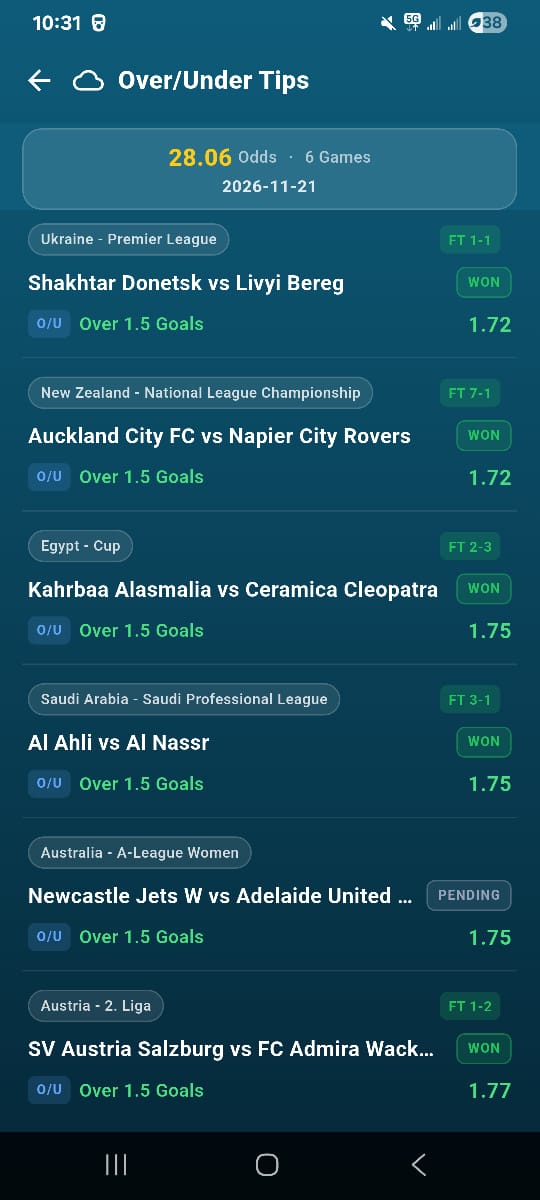 10:31
5G
38
Over/Under Tips
28.06 Odds · 6 Games
2026-11-21
Ukraine - Premier League FT 1-1
Shakhtar Donetsk vs Livyi Bereg WON
O/U Over 1.5 Goals 1.72
New Zealand - National League Championship FT 7-1
Auckland City FC vs Napier City Rovers WON
O/U Over 1.5 Goals 1.72
Egypt - Cup FT 2-3
Kahrbaa Alasmalia vs Ceramica Cleopatra WON
O/U Over 1.5 Goals 1.75
Saudi Arabia - Saudi Professional League FT 3-1
Al Ahli vs Al Nassr WON
O/U Over 1.5 Goals 1.75
Australia - A-League Women
Newcastle Jets W vs Adelaide United ... PENDING
O/U Over 1.5 Goals 1.75
Austria - 2. Liga FT 1-2
SV Austria Salzburg vs FC Admira Wack... WON
O/U Over 1.5 Goals 1.77